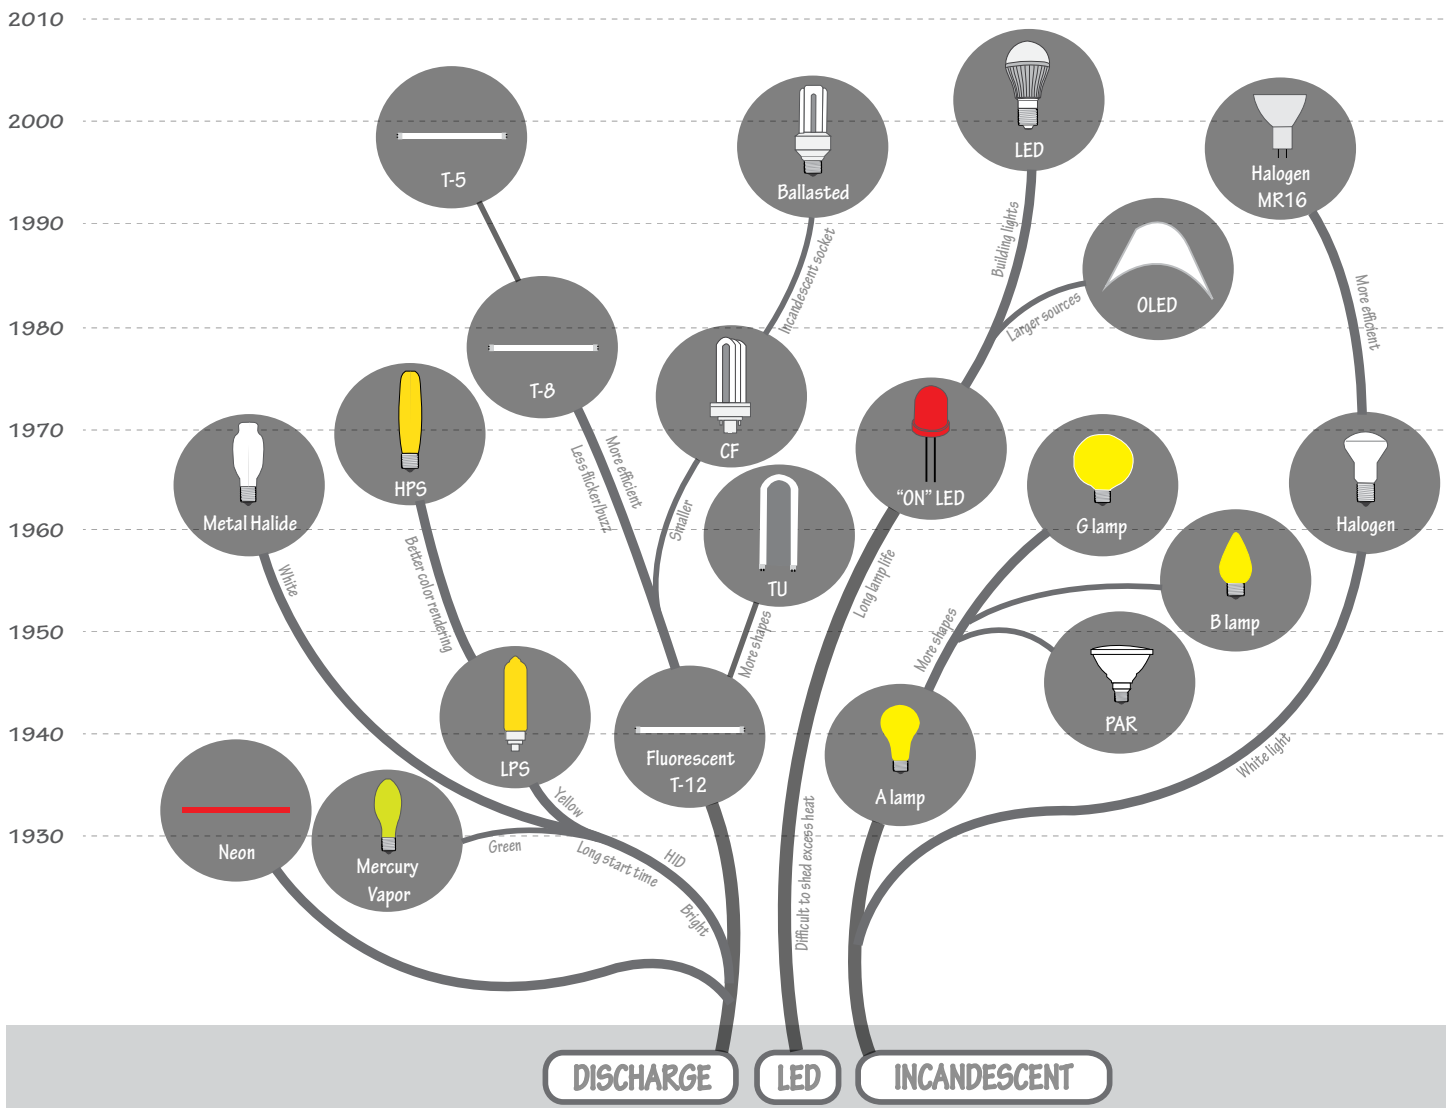 2010
2000
1990
1980
1970
1960
1950
1940
1930
T-5
Ballasted
LED
Halogen
MR16
Building lights
Incandescent socket
OLED
Larger sources
More efficient
T-8
HPS
CF
"ON" LED
G lamp
Halogen
Metal Halide
More efficient
Less flicker/buzz
Smaller
TU
White
Better color rendering
Long lamp life
B lamp
More shapes
More shapes
PAR
LPS
Fluorescent
T-12
A lamp
White light
Yellow
Neon
Mercury
Vapor
Green
Long start time
HID
Bright
Difficult to shed excess heat
DISCHARGE
LED
INCANDESCENT